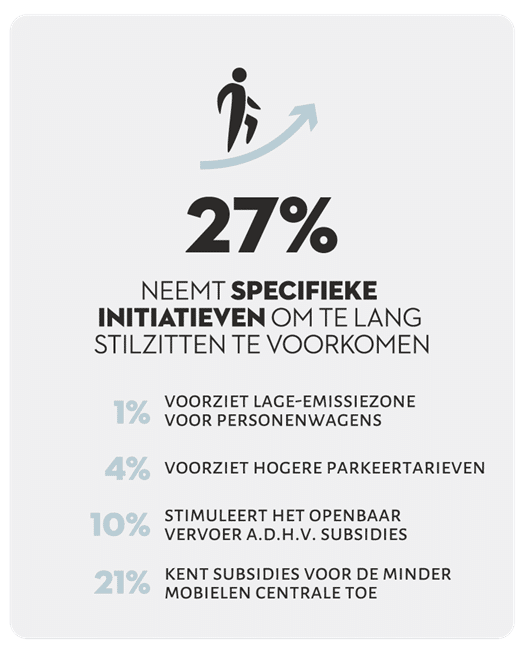 27%
NEEMT SPECIFIEKE
INITIATIEVEN OM TE LANG
STILZITTEN TE VOORKOMEN
1% VOORZIET LAGE-EMISSIEZONE
VOOR PERSONENWAGENS
4% VOORZIET HOGERE PARKEERTARIEVEN
10% STIMULEERT HET OPENBAAR
VERVOER A.D.H.V. SUBSIDIES
21% KENT SUBSIDIES VOOR DE MINDER
MOBIELEN CENTRALE TOE